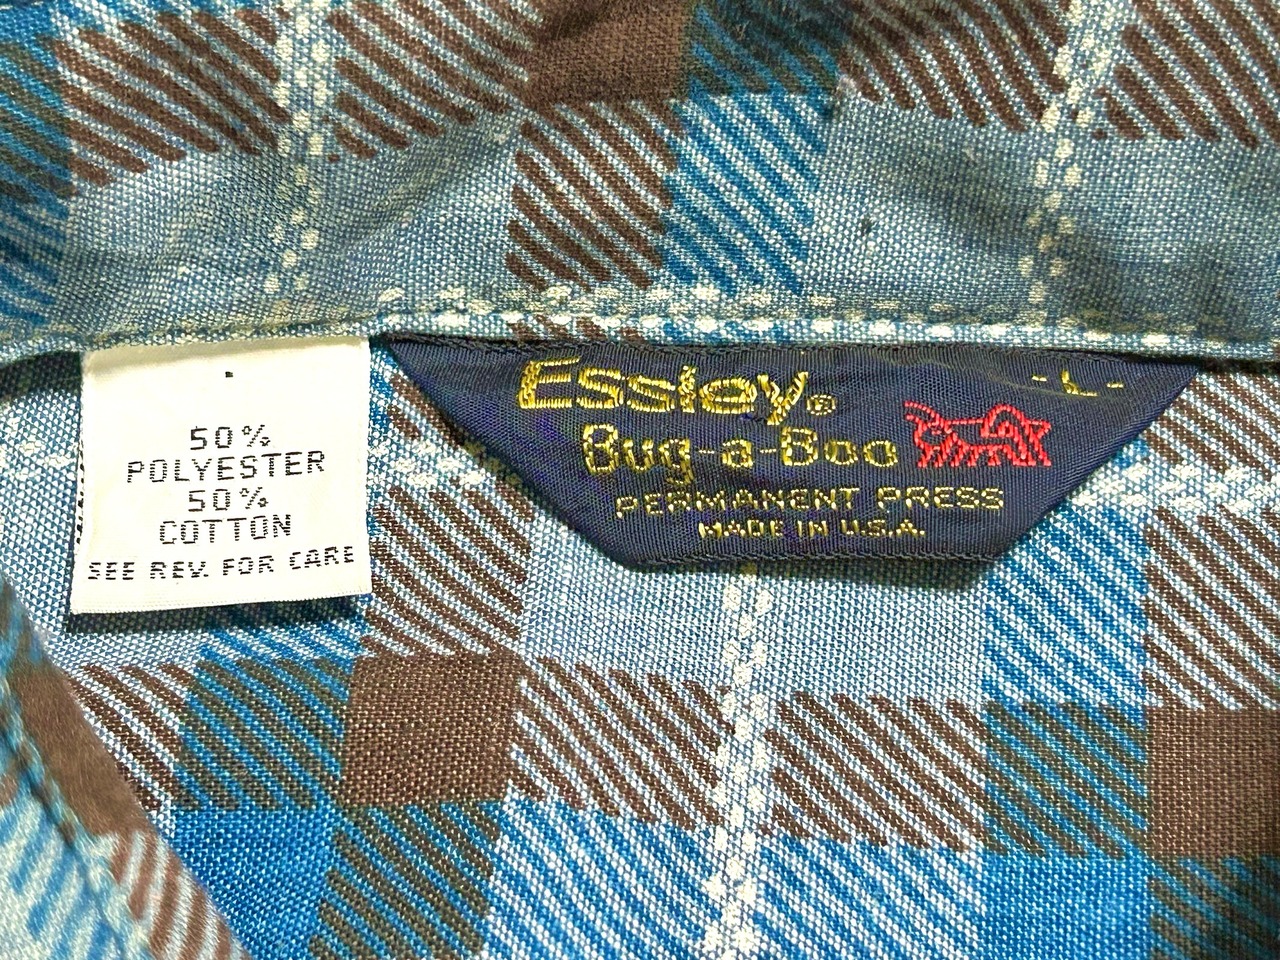 50%
POLYESTER
50%
COTTON
SEE REV. FOR CARE
Essley®
-L-
Bug-a-Boo
PERMANENT PRESS
MADE IN U.S.A.